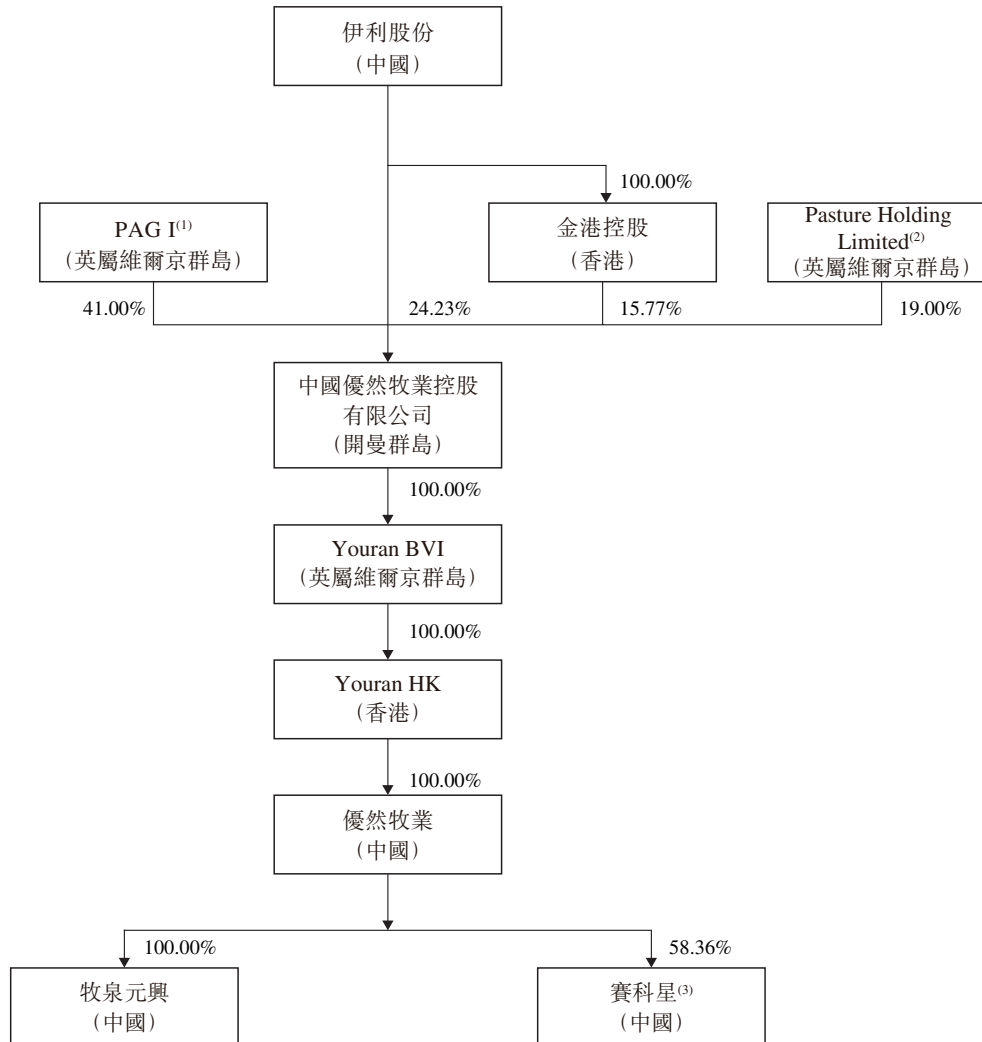 伊利股份
（中國）
100.00%
PAG I(1)
（英屬維爾京群島）
金港控股
（香港）
Pasture Holding
Limited(2)
（英屬維爾京群島）
41.00%
24.23%
15.77%
19.00%
中國優然牧業控股
有限公司
（開曼群島）
100.00%
Youran BVI
（英屬維爾京群島）
100.00%
Youran HK
（香港）
100.00%
優然牧業
（中國）
100.00%
58.36%
牧泉元興
（中國）
賽科星(3)
（中國）